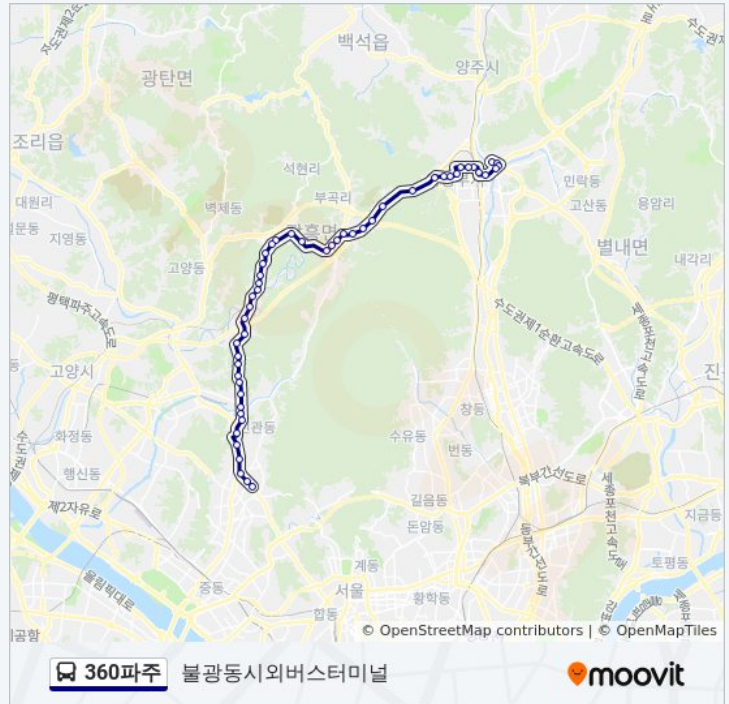 백석읍
양주시
광탄면
조리읍
석현리
대원리
벽제동
부곡리
민락동
고산동
용암리
지영동
별내면
고양동
내각리
평택파주고속도로
수도권제1순환고속도로
세종포천고속도로
고양시
창동
화정동
수유동
번동
행신동
북부간선도로
세종포천고속도로
제2자유로
길음동
지금동
돈암동
동부간선도로
올림픽대로
중동
계동
서울
토평동
합동
황학동
© OpenStreetMap contributors | © OpenMapTiles
360파주 불광동시외버스터미널 moovit